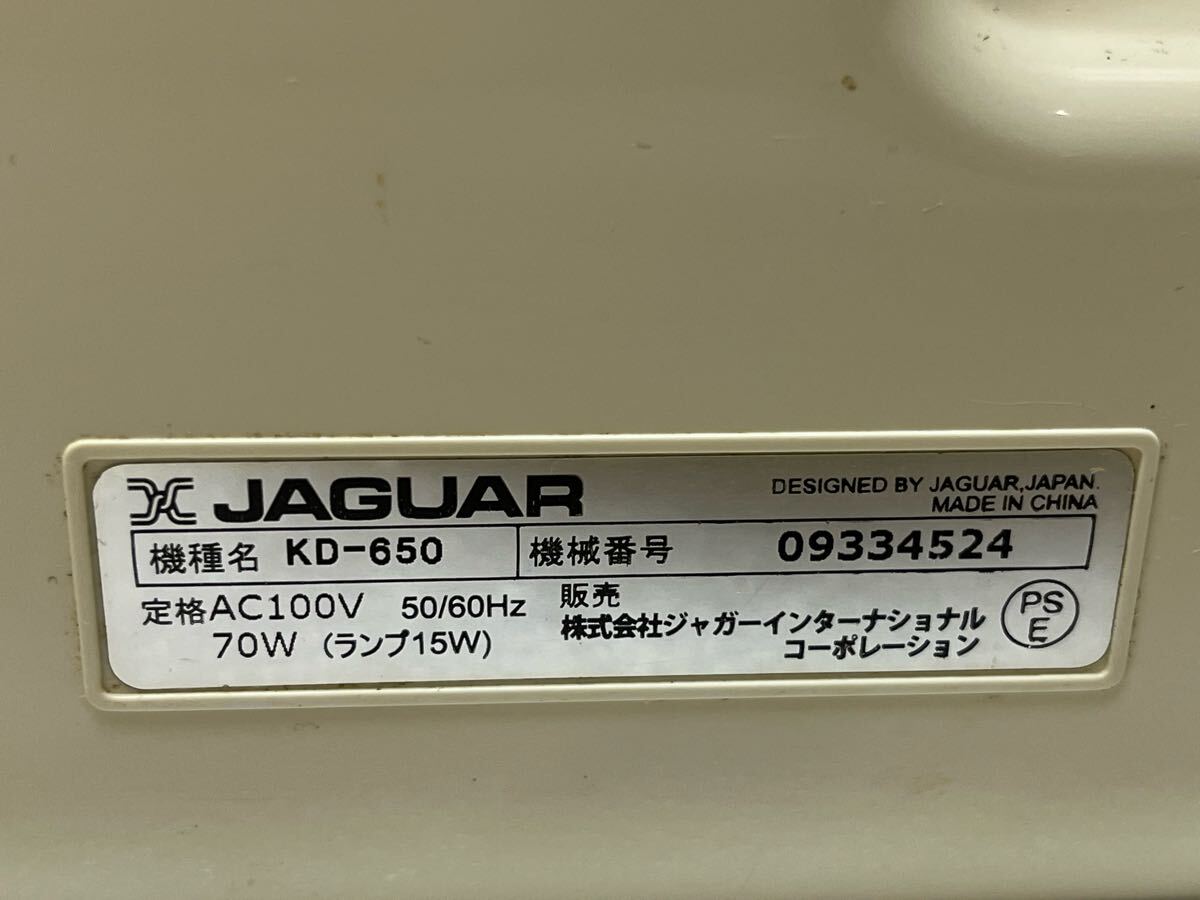 JAGUAR
DESIGNED BY JAGUAR,JAPAN.
MADE IN CHINA
機種名 KD-650
機械番号 09334524
定格AC100V 50/60Hz
70W (ランプ15W)
販売
株式会社ジャガーインターナショナル
コーポレーション
PS
E